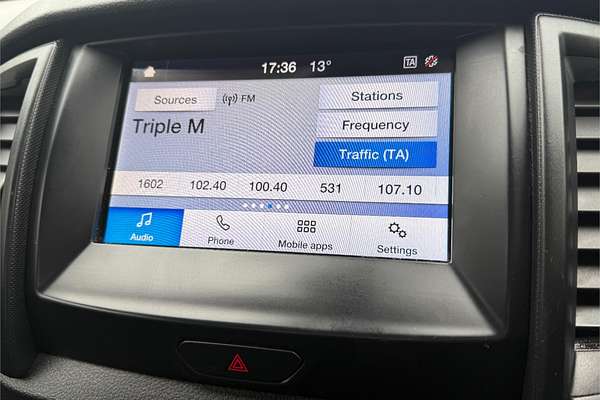 17:36 13° TA
Sources FM Stations
Triple M Frequency
Traffic (TA)
1602 102.40 100.40 531 107.10
Audio Phone Mobile apps Settings